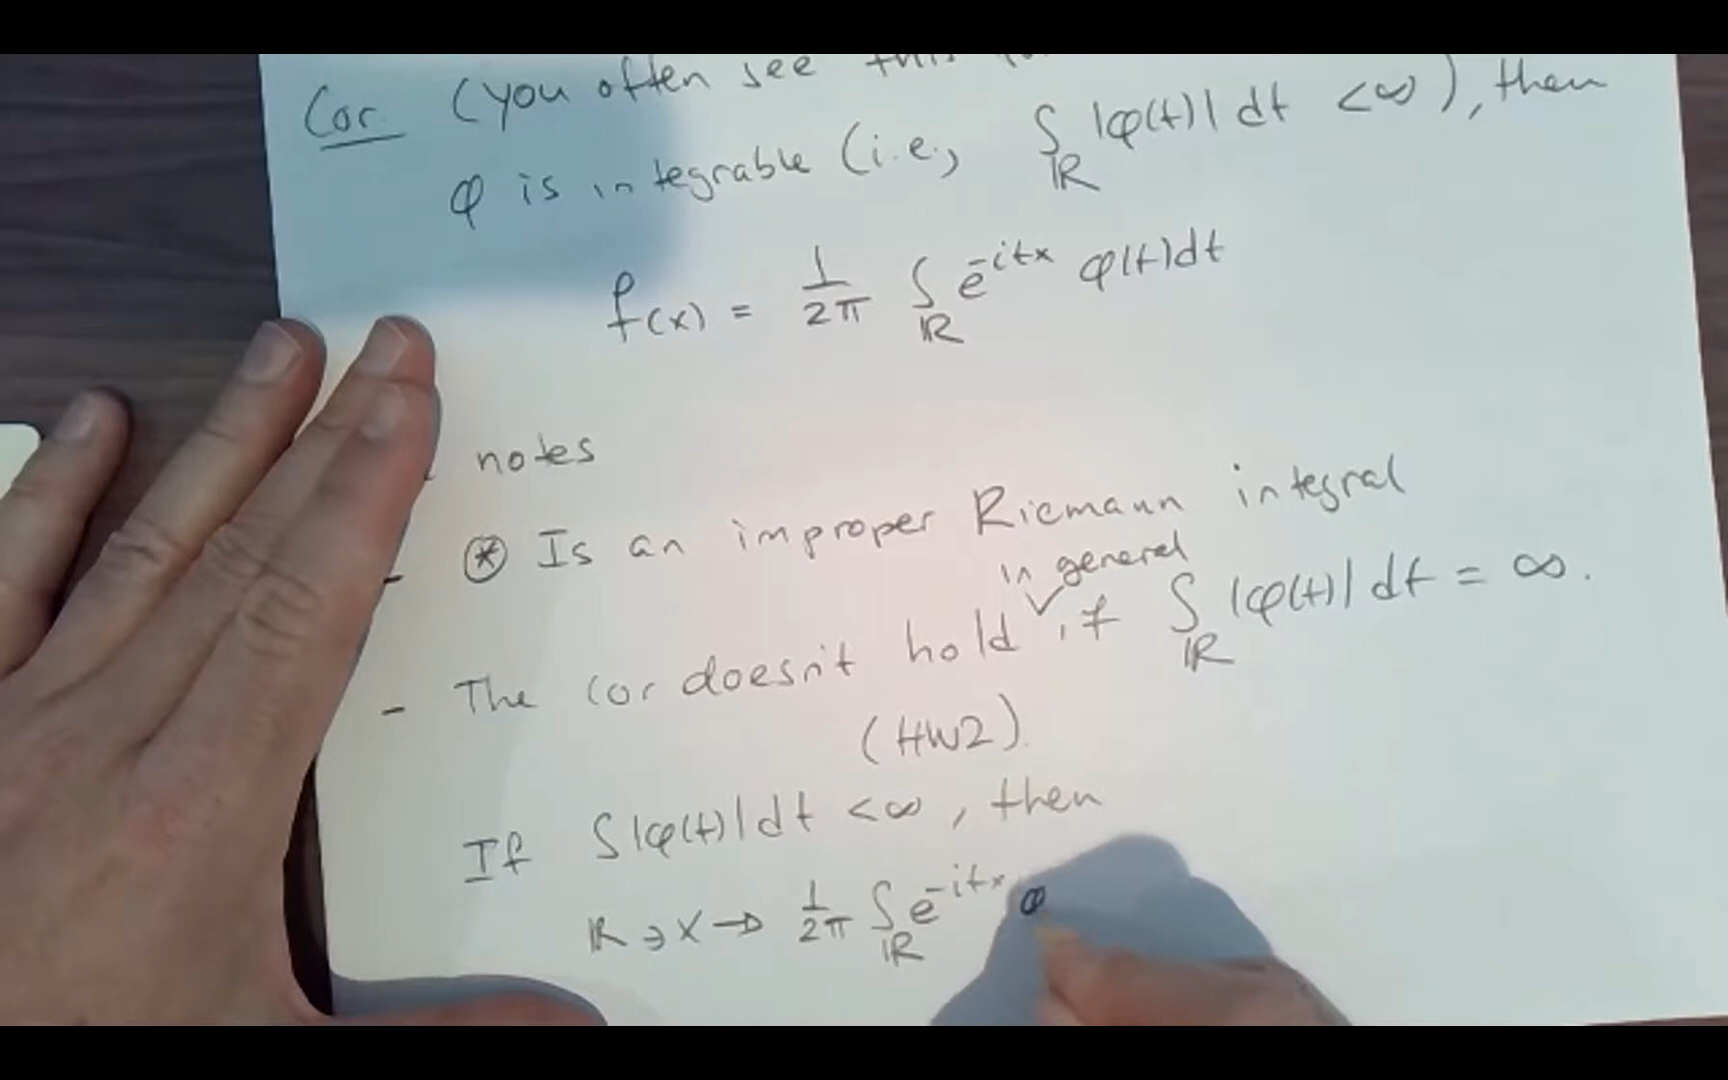 Cor (you often see this
φ is integrable (i.e., ∫_ℝ |φ(t)| dt < ∞), then
f(x) = 1/2π ∫_ℝ e^{-itx} φ(t)dt
notes
- ⊛ Is an improper Riemann integral
in general
- The Cor doesn't hold ✓ if ∫_ℝ |φ(t)| dt = ∞.
(HW2).
If ∫|φ(t)|dt < ∞, then
ℝ ∋ x → 1/2π ∫_ℝ e^{-itx} φ